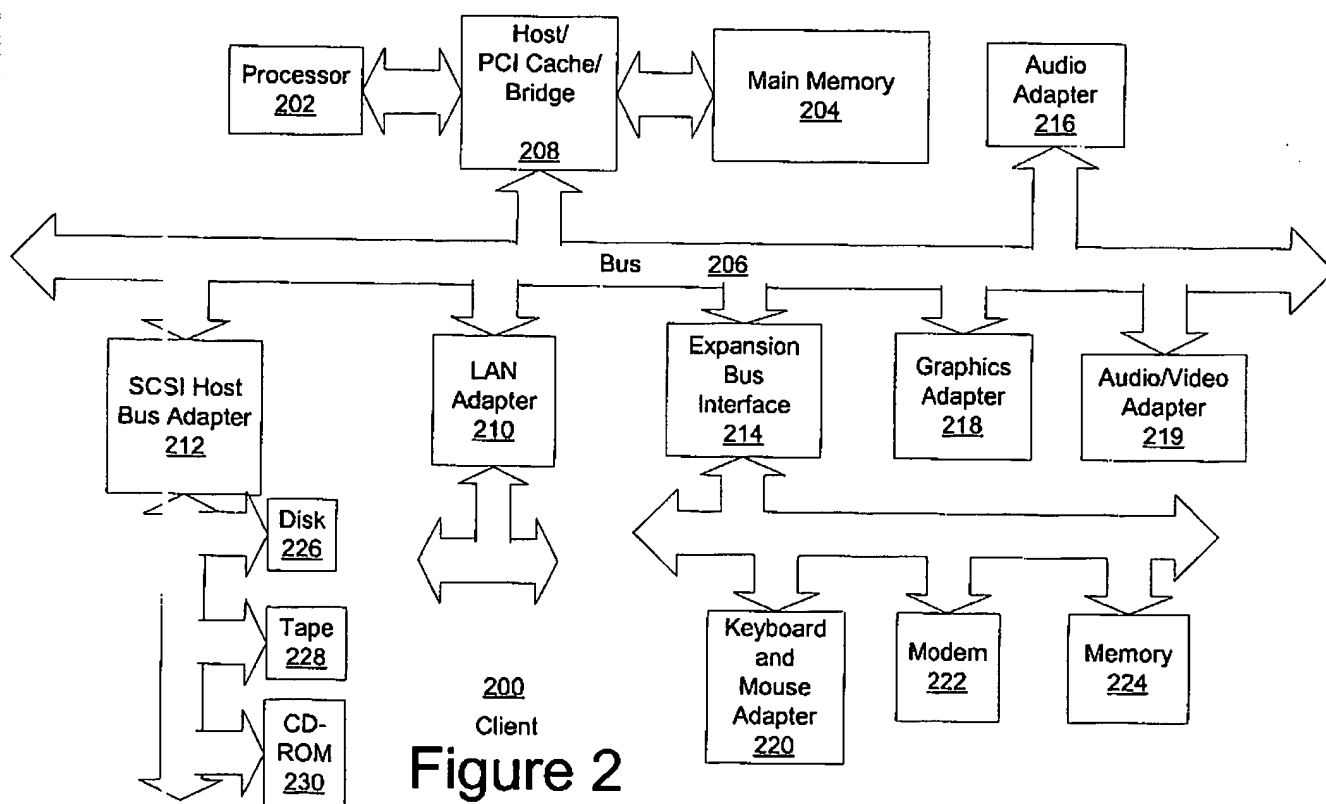 Processor
202
Host/
PCI Cache/
Bridge
208
Main Memory
204
Audio
Adapter
216
Bus 206
SCSI Host
Bus Adapter
212
LAN
Adapter
210
Expansion
Bus
Interface
214
Graphics
Adapter
218
Audio/Video
Adapter
219
Disk
226
Tape
228
CD-
ROM
230
Keyboard
and
Mouse
Adapter
220
Modem
222
Memory
224
200
Client
Figure 2